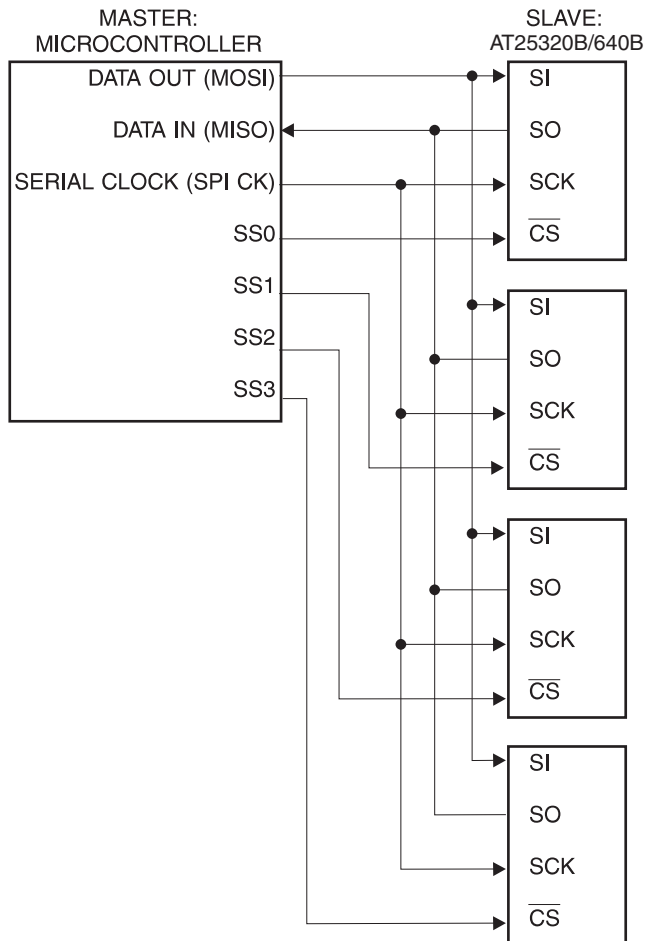 MASTER:
MICROCONTROLLER
SLAVE:
AT25320B/640B
DATA OUT (MOSI)
DATA IN (MISO)
SERIAL CLOCK (SPI CK)
SS0
SS1
SS2
SS3
SI
SO
SCK
CS
SI
SO
SCK
CS
SI
SO
SCK
CS
SI
SO
SCK
CS